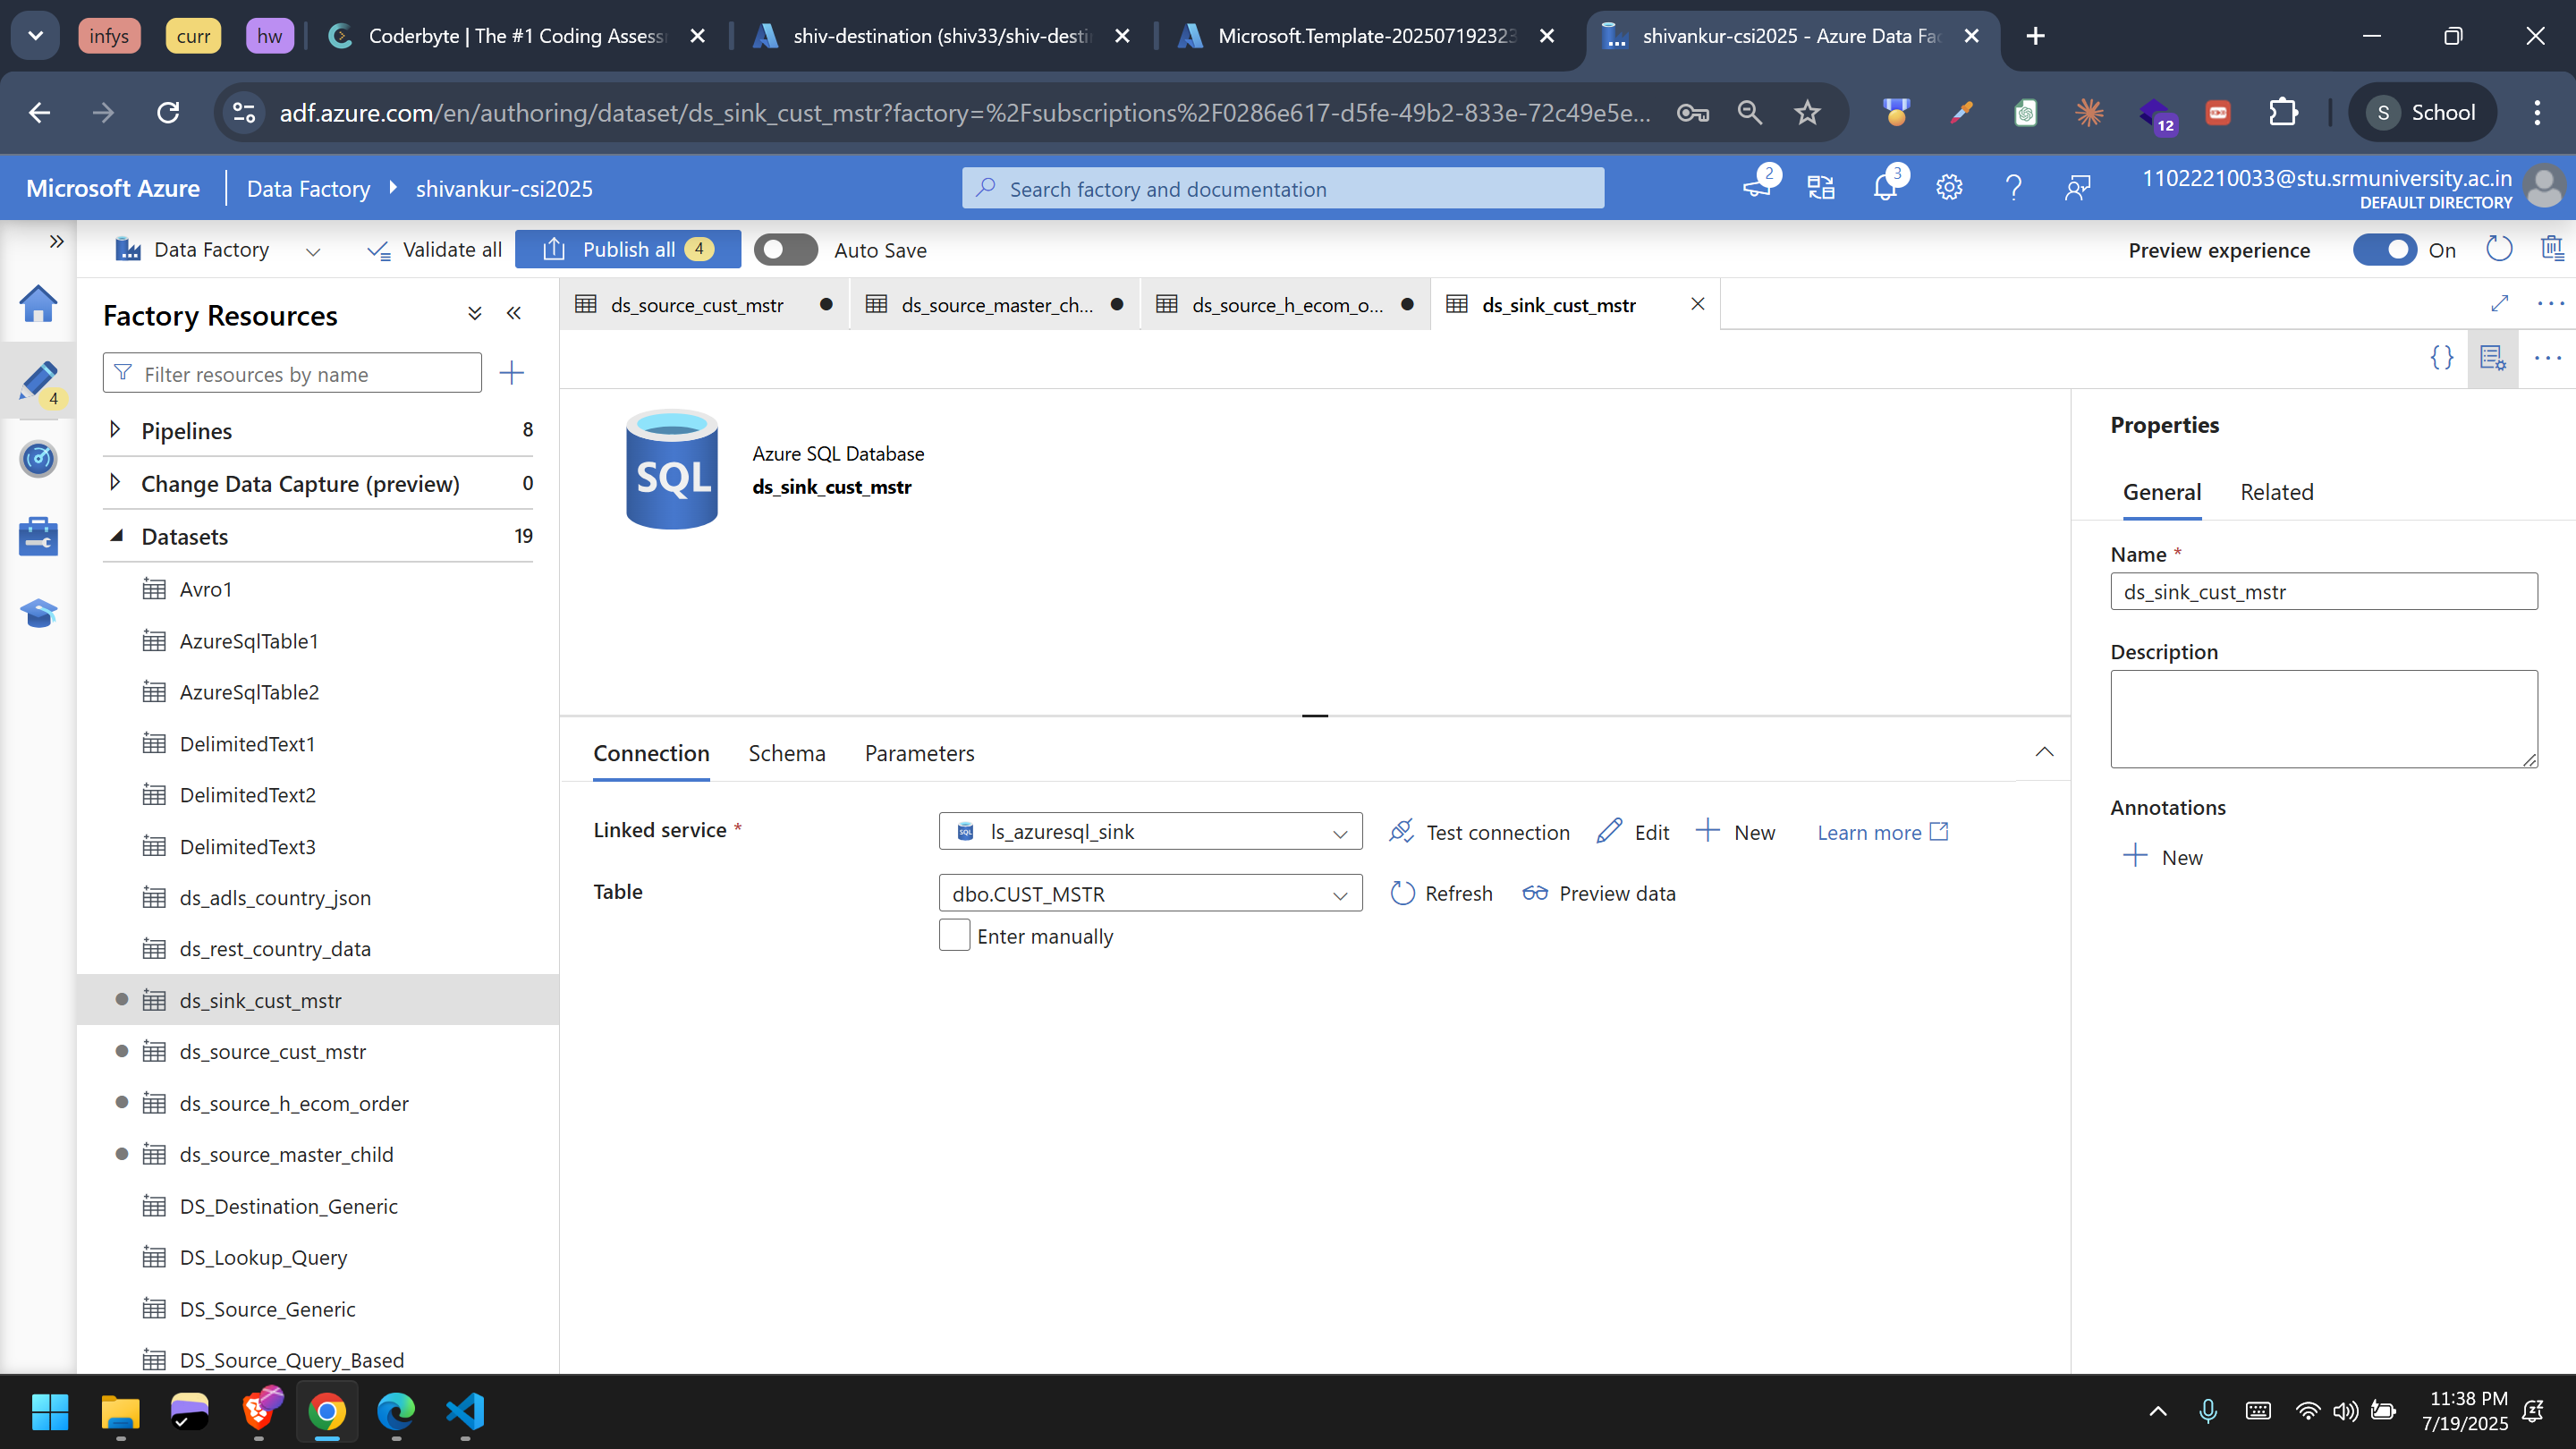 infys
curr
hw
Coderbyte | The #1 Coding Assess
shiv-destination (shiv33/shiv-desti
Microsoft.Template-202507192323
shivankur-csi2025 - Azure Data Fac
adf.azure.com/en/authoring/dataset/ds_sink_cust_mstr?factory=%2Fsubscriptions%2F0286e617-d5fe-49b2-833e-72c49e5e...
12
S
School
Microsoft Azure
Data Factory
shivankur-csi2025
Search factory and documentation
2
3
11022210033@stu.srmuniversity.ac.in
DEFAULT DIRECTORY
Data Factory
Validate all
Publish all
4
Auto Save
Preview experience
On
Factory Resources
Filter resources by name
4
Pipelines
8
Change Data Capture (preview)
0
Datasets
19
Avro1
AzureSqlTable1
AzureSqlTable2
DelimitedText1
DelimitedText2
DelimitedText3
ds_adls_country_json
ds_rest_country_data
ds_sink_cust_mstr
ds_source_cust_mstr
ds_source_h_ecom_order
ds_source_master_child
DS_Destination_Generic
DS_Lookup_Query
DS_Source_Generic
DS_Source_Query_Based
ds_source_cust_mstr
ds_source_master_ch...
ds_source_h_ecom_o...
ds_sink_cust_mstr
{}
SQL
Azure SQL Database
ds_sink_cust_mstr
Connection
Schema
Parameters
Linked service *
ls_azuresql_sink
Test connection
Edit
New
Learn more
Table
dbo.CUST_MSTR
Refresh
Preview data
Enter manually
Properties
General
Related
Name *
ds_sink_cust_mstr
Description
Annotations
New
11:38 PM
7/19/2025